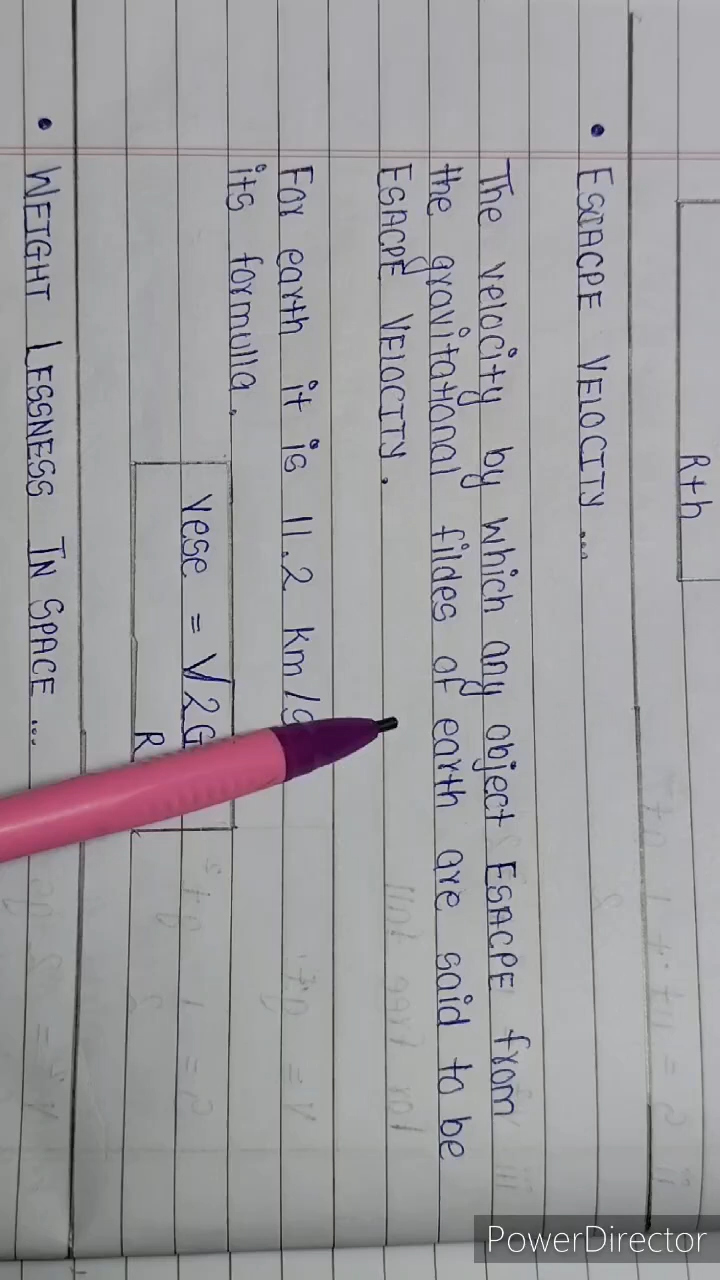 R+h
• ESCACPE VELOCITY...
The velocity by which any object ESACPE from
the gravitational fildes of earth are said to be
ESACPE VELOCITY.
For earth it is 11.2 km/s
its formulla,
Vese = √2G
R
• WEIGHT LESSNESS IN SPACE...
PowerDirector